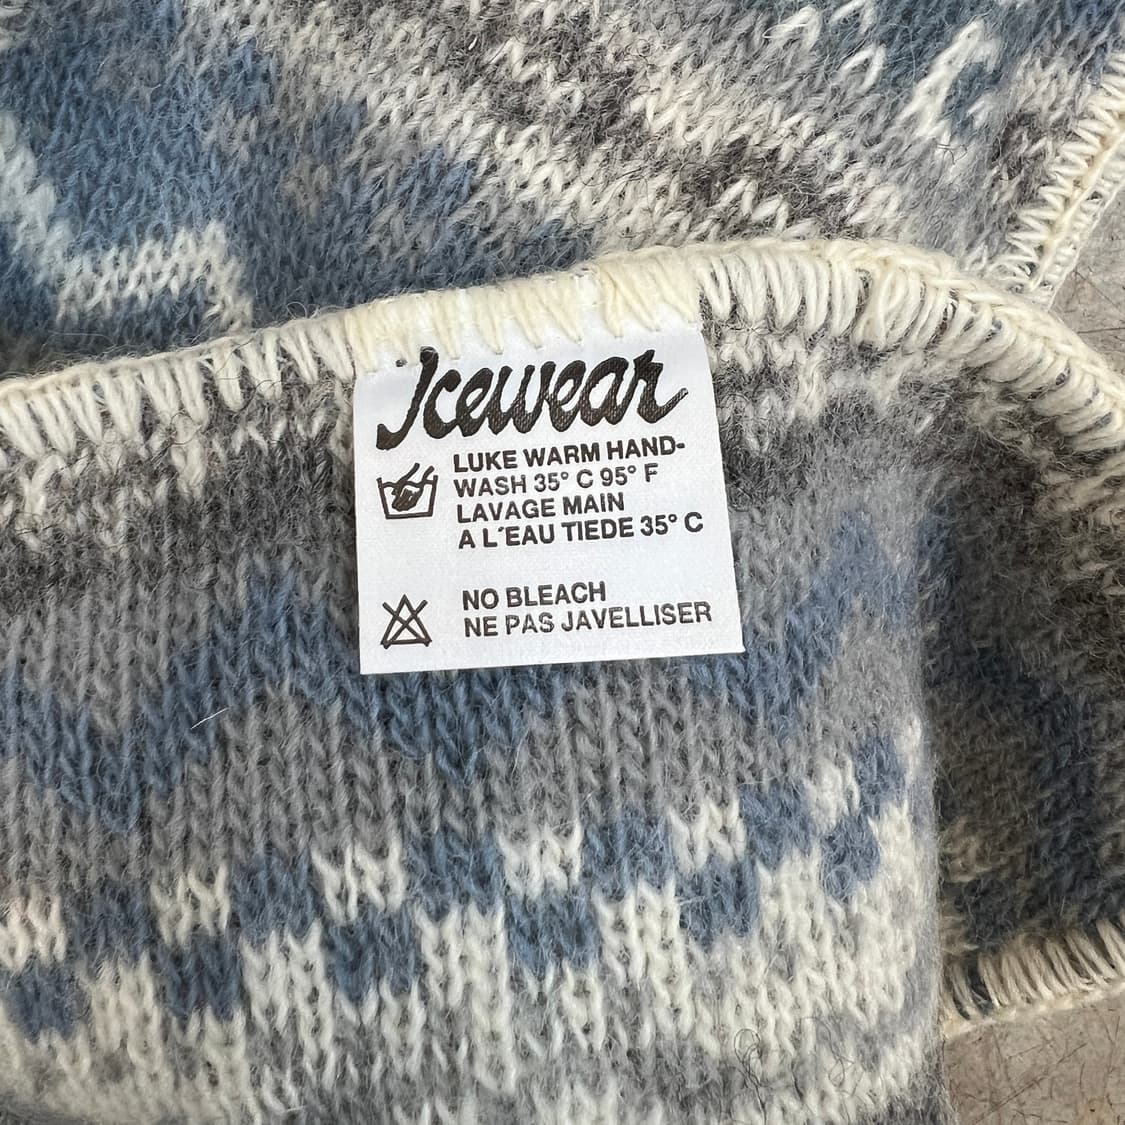 Icewear
LUKE WARM HAND-
WASH 35° C 95° F
LAVAGE MAIN
A L´EAU TIEDE 35° C
NO BLEACH
NE PAS JAVELLISER